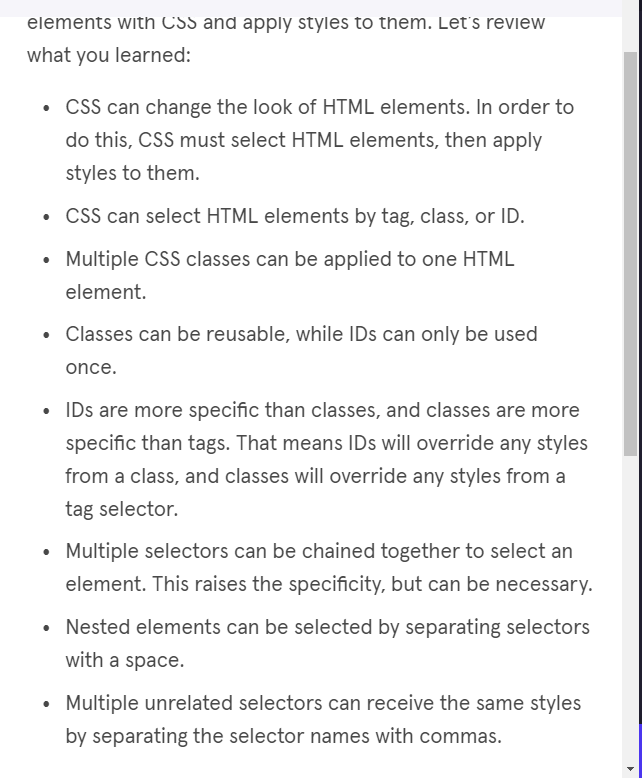 elements with CSS and apply styles to them. Let's review
what you learned:
• CSS can change the look of HTML elements. In order to
do this, CSS must select HTML elements, then apply
styles to them.
• CSS can select HTML elements by tag, class, or ID.
• Multiple CSS classes can be applied to one HTML
element.
• Classes can be reusable, while IDs can only be used
once.
• IDs are more specific than classes, and classes are more
specific than tags. That means IDs will override any styles
from a class, and classes will override any styles from a
tag selector.
• Multiple selectors can be chained together to select an
element. This raises the specificity, but can be necessary.
• Nested elements can be selected by separating selectors
with a space.
• Multiple unrelated selectors can receive the same styles
by separating the selector names with commas.